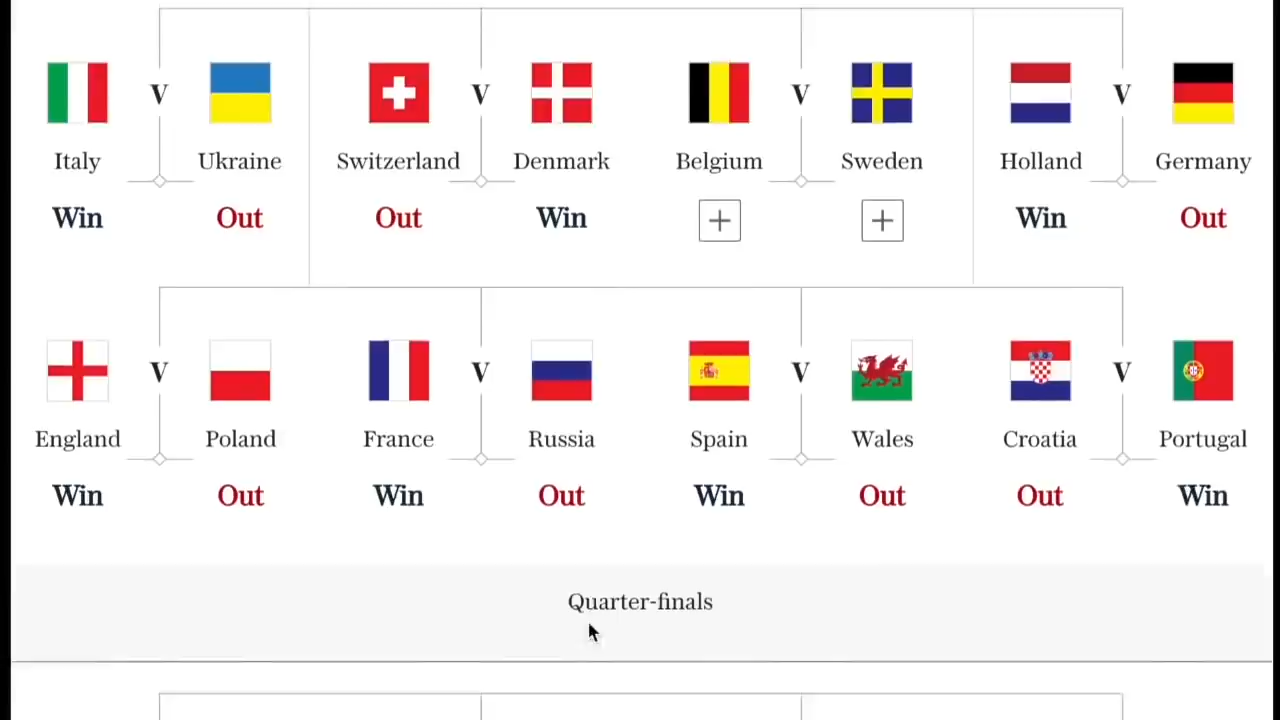 V V V V
Italy Ukraine Switzerland Denmark Belgium Sweden Holland Germany
Win Out Out Win + + Win Out
V V V V
England Poland France Russia Spain Wales Croatia Portugal
Win Out Win Out Win Out Out Win
Quarter-finals